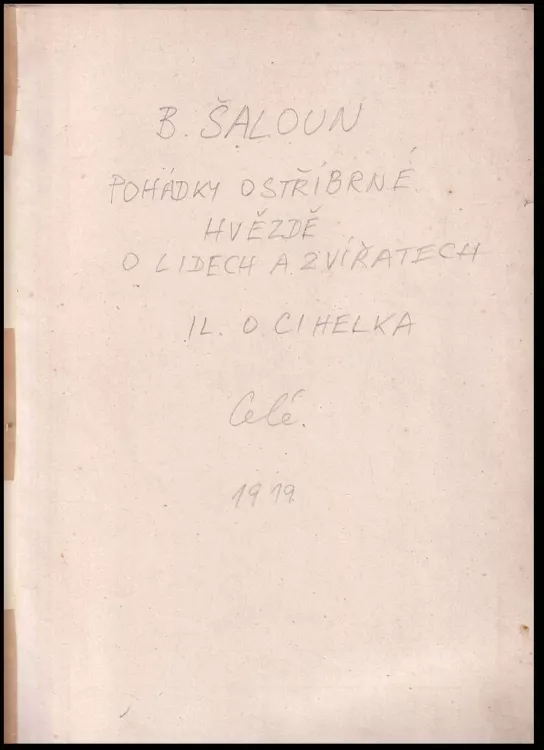 B. ŠALOUN
POHÁDKY O STŘÍBRNÉ
HVĚZDĚ
O LIDECH A ZVÍŘATECH
IL. O. CIHELKA
Celé.
1919